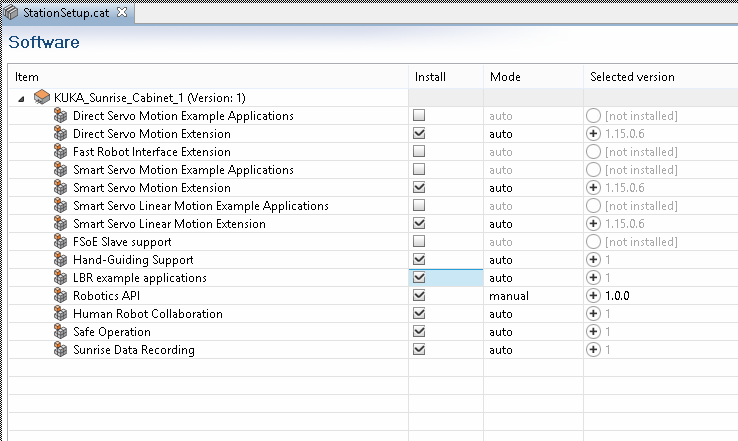 StationSetup.cat
Software
Item Install Mode Selected version
KUKA_Sunrise_Cabinet_1 (Version: 1)
Direct Servo Motion Example Applications auto [not installed]
Direct Servo Motion Extension auto 1.15.0.6
Fast Robot Interface Extension auto [not installed]
Smart Servo Motion Example Applications auto [not installed]
Smart Servo Motion Extension auto 1.15.0.6
Smart Servo Linear Motion Example Applications auto [not installed]
Smart Servo Linear Motion Extension auto 1.15.0.6
FSoE Slave support auto [not installed]
Hand-Guiding Support auto 1
LBR example applications auto 1
Robotics API manual 1.0.0
Human Robot Collaboration auto 1
Safe Operation auto 1
Sunrise Data Recording auto 1